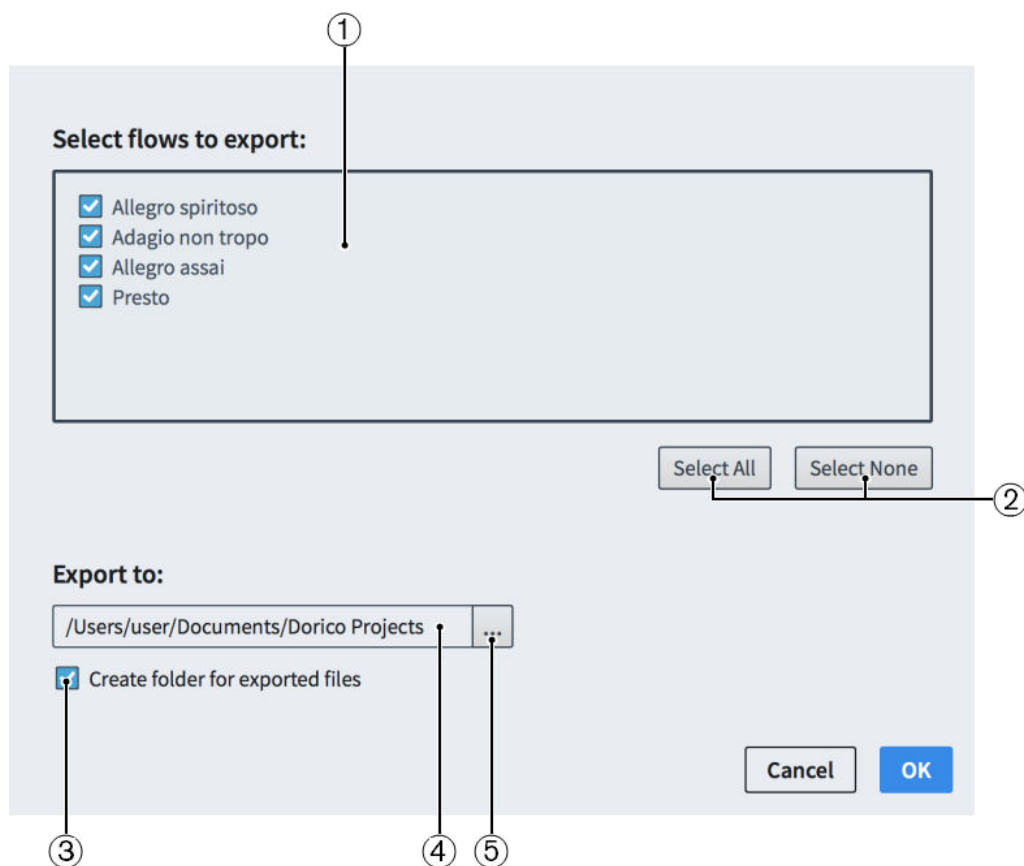 ①
Select flows to export:
Allegro spiritoso
Adagio non tropo
Allegro assai
Presto
Select All Select None
②
Export to:
/Users/user/Documents/Dorico Projects ...
Create folder for exported files
Cancel OK
③ ④ ⑤